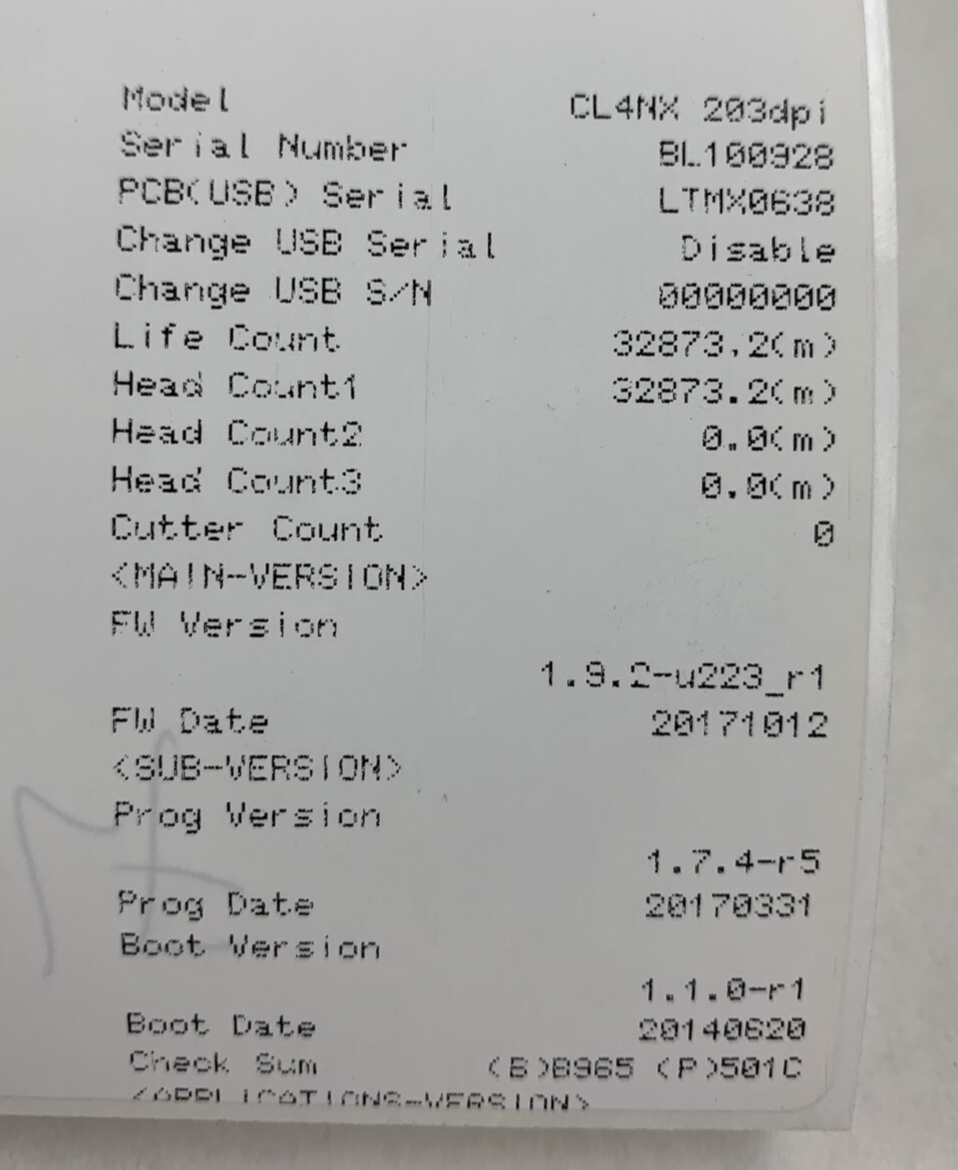 Model CL4NX 203dpi
Serial Number BL100928
PCB(USB) Serial LTMX0638
Change USB Serial Disable
Change USB S/N 00000000
Life Count 32873.2(m)
Head Count1 32873.2(m)
Head Count2 0.0(m)
Head Count3 0.0(m)
Cutter Count 0
<MAIN-VERSION>
FW Version
1.9.2-u223_r1
FW Date 20171012
<SUB-VERSION>
Prog Version
1.7.4-r5
Prog Date 20170331
Boot Version
1.1.0-r1
Boot Date 20140620
Check Sum (B)8965 (P)501C
<APPLICATIONS-VERSION>